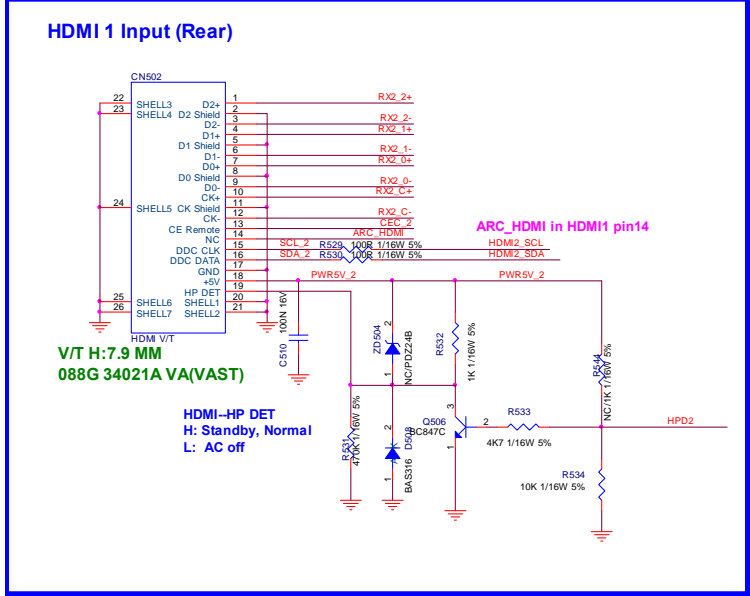 HDMI 1 Input (Rear)
CN502
22 SHELL3 D2+ 1 RX2_2+
23 SHELL4 D2 Shield 2
D2- 3 RX2_2-
D1+ 4 RX2_1+
D1 Shield 5
D1- 6 RX2_1-
D0+ 7 RX2_0+
D0 Shield 8
D0- 9 RX2_0-
CK+ 10 RX2_C+
24 SHELL5 CK Shield 11
CK- 12 RX2_C-
CE Remote 13 CEC_2
NC 14 ARC_HDMI
ARC_HDMI in HDMI1 pin14
DDC CLK 15 SCL_2 R529 100R 1/16W 5% HDMI2_SCL
DDC DATA 16 SDA_2 R530 100R 1/16W 5% HDMI2_SDA
GND 17
+5V 18 PWR5V_2 PWR5V_2
HP DET 19
25 SHELL6 SHELL1 20
26 SHELL7 SHELL2 21
HDMI V/T
V/T H:7.9 MM
088G 34021A VA(VAST)
C510
100N 16V
2
ZD504
NC/PDZ24B
1
R532
1K 1/16W 5%
R544
NC/1K 1/16W 5%
HDMI--HP DET
H: Standby, Normal
L: AC off
R531
470K 1/16W 5%
2
D508
BAS316
1
3
Q506
BC847C
2
1
R533
4K7 1/16W 5%
HPD2
R534
10K 1/16W 5%